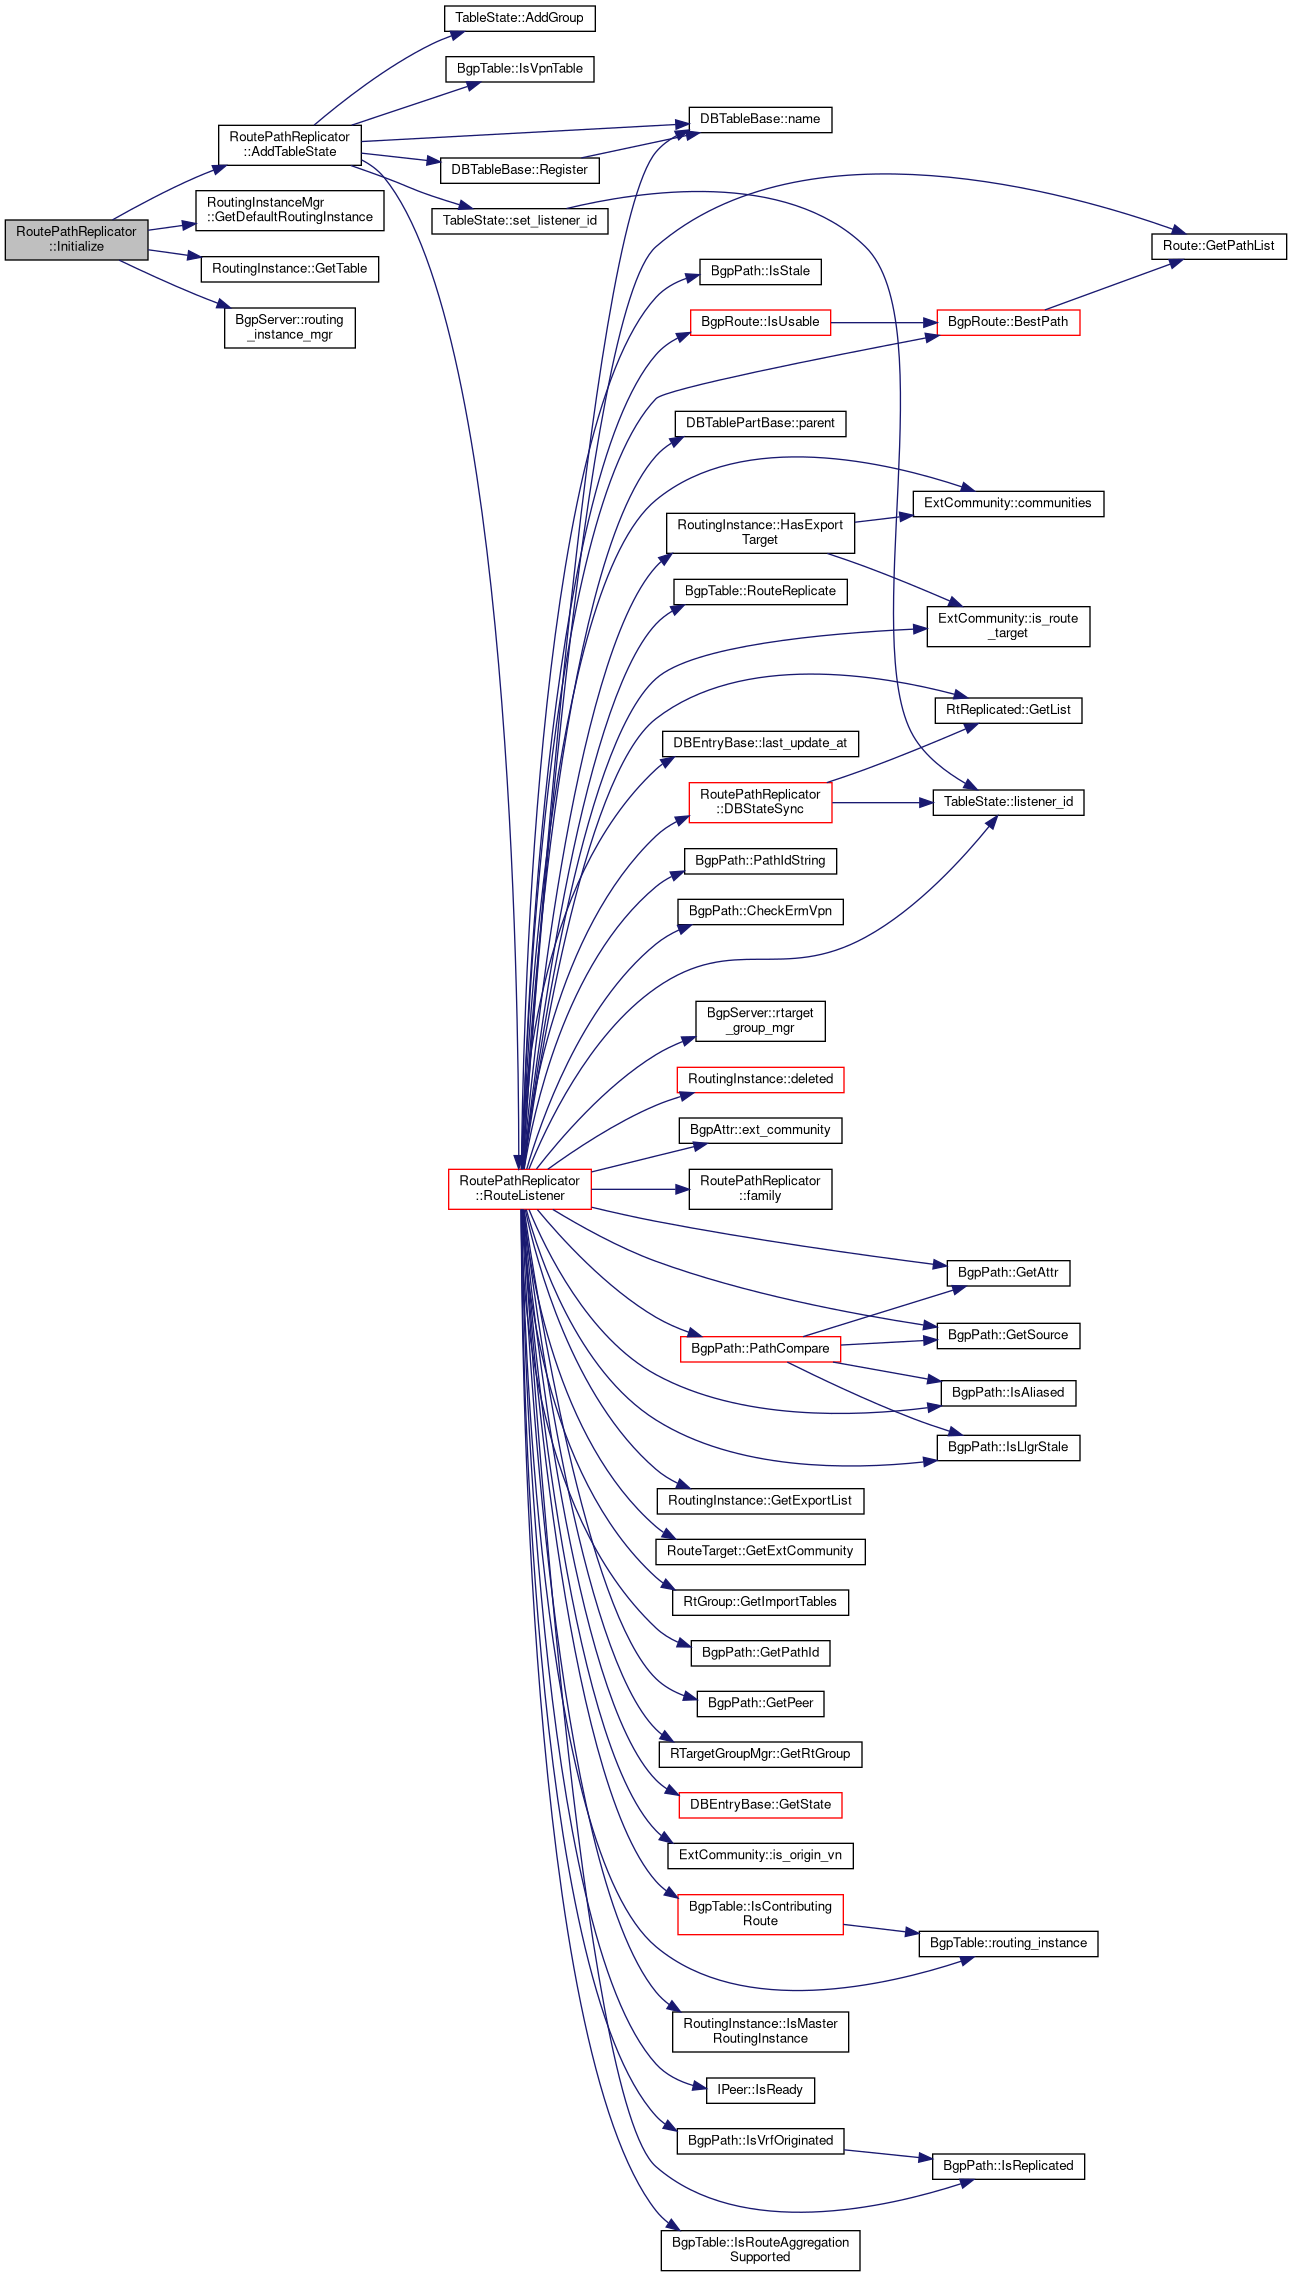 TableState::AddGroup
BgpTable::IsVpnTable
DBTableBase::name
RoutePathReplicator
::AddTableState
DBTableBase::Register
RoutingInstanceMgr
::GetDefaultRoutingInstance
TableState::set_listener_id
RoutePathReplicator
::Initialize
Route::GetPathList
RoutingInstance::GetTable
BgpPath::IsStale
BgpServer::routing
_instance_mgr
BgpRoute::IsUsable
BgpRoute::BestPath
DBTablePartBase::parent
ExtCommunity::communities
RoutingInstance::HasExport
Target
BgpTable::RouteReplicate
ExtCommunity::is_route
_target
RtReplicated::GetList
DBEntryBase::last_update_at
RoutePathReplicator
::DBStateSync
TableState::listener_id
BgpPath::PathIdString
BgpPath::CheckErmVpn
BgpServer::rtarget
_group_mgr
RoutingInstance::deleted
BgpAttr::ext_community
RoutePathReplicator
::RouteListener
RoutePathReplicator
::family
BgpPath::GetAttr
BgpPath::GetSource
BgpPath::PathCompare
BgpPath::IsAliased
BgpPath::IsLlgrStale
RoutingInstance::GetExportList
RouteTarget::GetExtCommunity
RtGroup::GetImportTables
BgpPath::GetPathId
BgpPath::GetPeer
RTargetGroupMgr::GetRtGroup
DBEntryBase::GetState
ExtCommunity::is_origin_vn
BgpTable::IsContributing
Route
BgpTable::routing_instance
RoutingInstance::IsMaster
RoutingInstance
IPeer::IsReady
BgpPath::IsVrfOriginated
BgpPath::IsReplicated
BgpTable::IsRouteAggregation
Supported